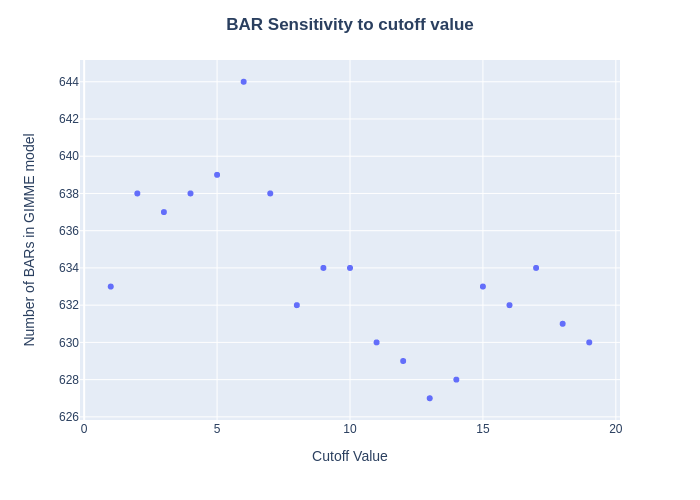 BAR Sensitivity to cutoff value
Number of BARs in GIMME model
644
642
640
638
636
634
632
630
628
626
0 5 10 15 20
Cutoff Value